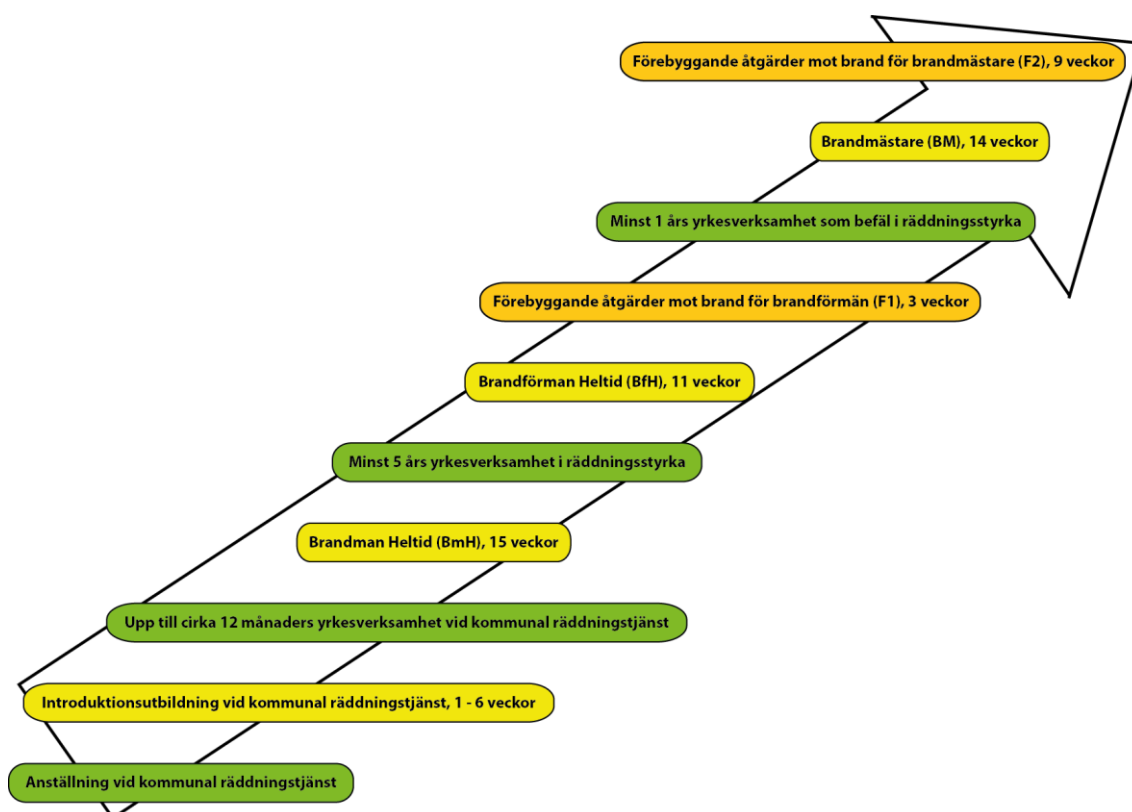 Förebyggande åtgärder mot brand för brandmästare (F2), 9 veckor
Brandmästare (BM), 14 veckor
Minst 1 års yrkesverksamhet som befäl i räddningsstyrka
Förebyggande åtgärder mot brand för brandförmän (F1), 3 veckor
Brandförman Heltid (BfH), 11 veckor
Minst 5 års yrkesverksamhet i räddningsstyrka
Brandman Heltid (BmH), 15 veckor
Upp till cirka 12 månaders yrkesverksamhet vid kommunal räddningstjänst
Introduktionsutbildning vid kommunal räddningstjänst, 1 - 6 veckor
Anställning vid kommunal räddningstjänst